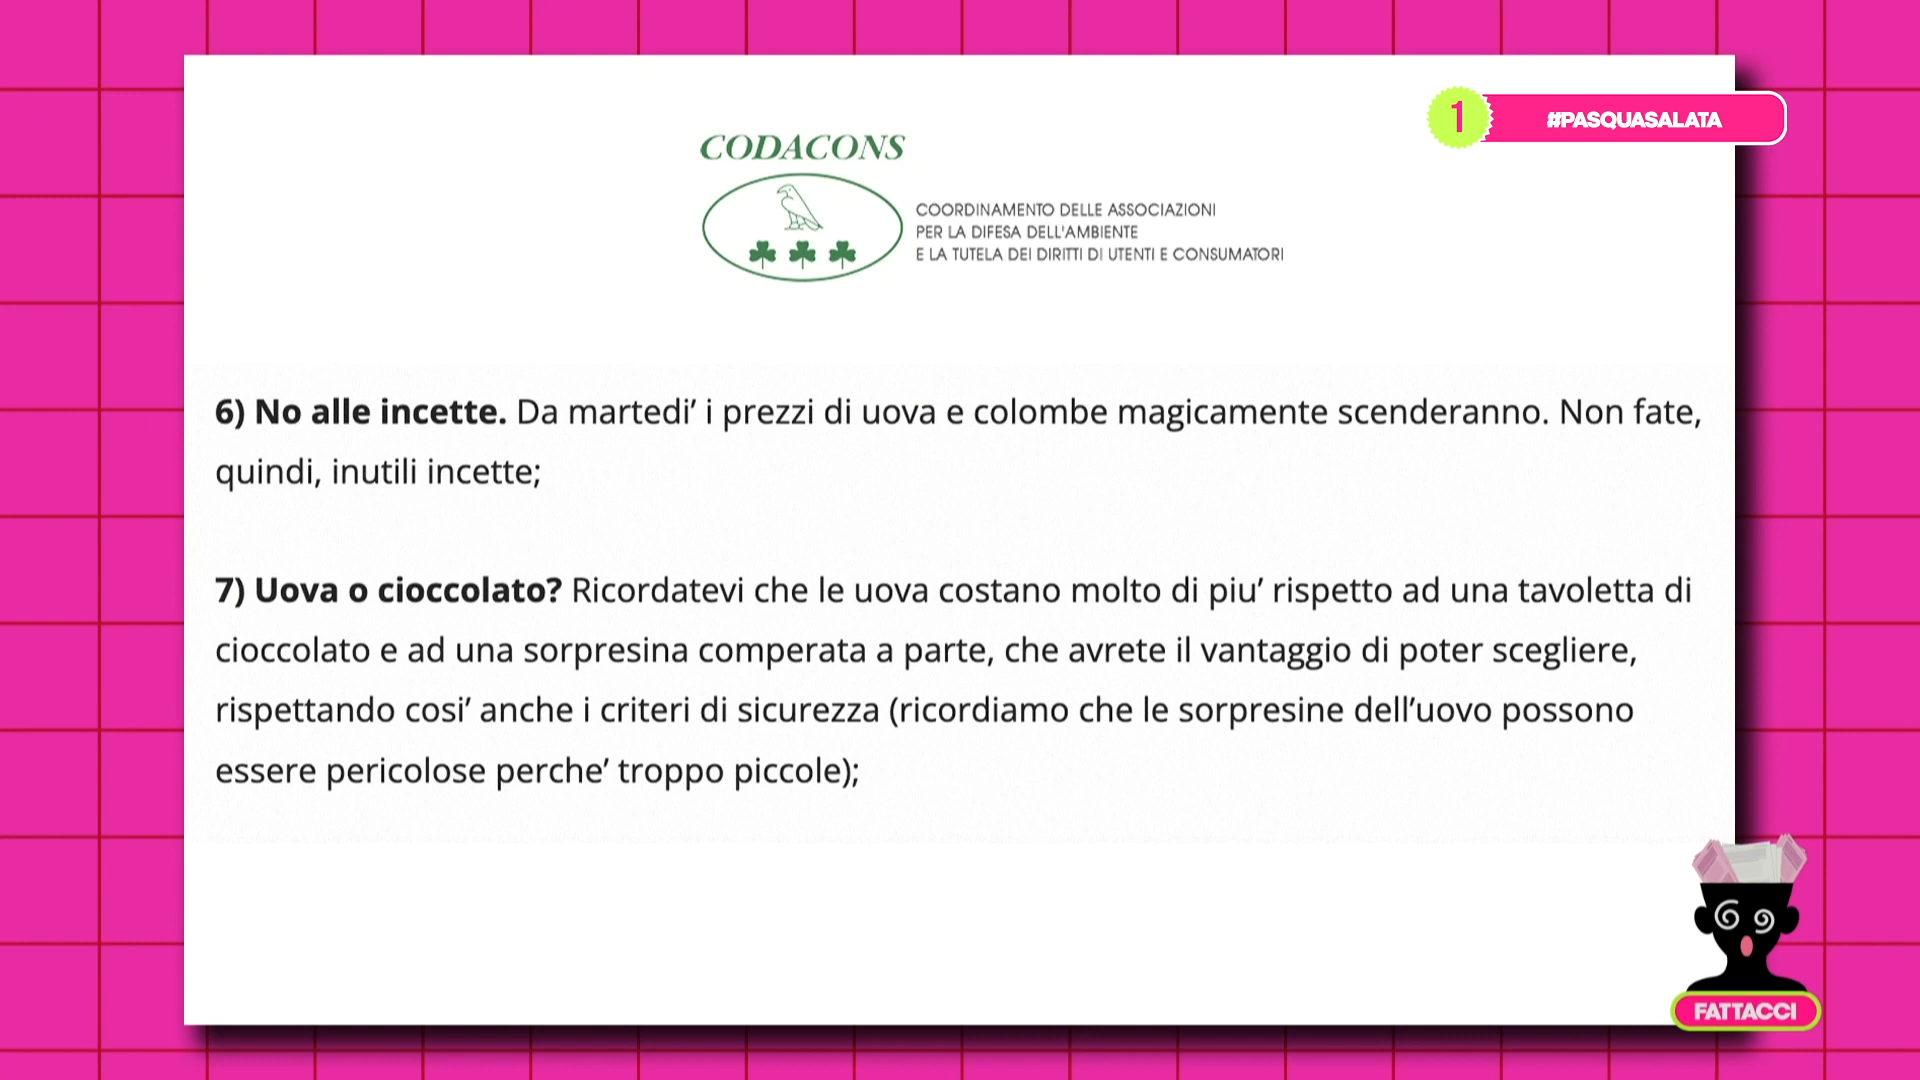 1
#PASQUASALATA
CODACONS
COORDINAMENTO DELLE ASSOCIAZIONI
PER LA DIFESA DELL'AMBIENTE
E LA TUTELA DEI DIRITTI DI UTENTI E CONSUMATORI
6) No alle incette. Da martedi’ i prezzi di uova e colombe magicamente scenderanno. Non fate,
quindi, inutili incette;
7) Uova o cioccolato? Ricordatevi che le uova costano molto di piu’ rispetto ad una tavoletta di
cioccolato e ad una sorpresina comperata a parte, che avrete il vantaggio di poter scegliere,
rispettando cosi’ anche i criteri di sicurezza (ricordiamo che le sorpresine dell’uovo possono
essere pericolose perche’ troppo piccole);
FATTACCI